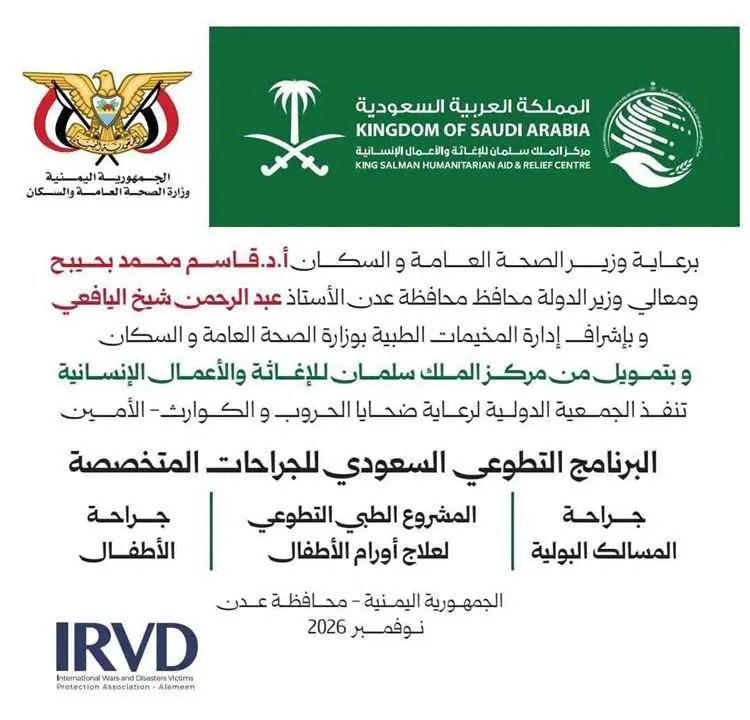 الجمهورية اليمنية
وزارة الصحة العامة والسكان
المملكة العربية السعودية
KINGDOM OF SAUDI ARABIA
مركز الملك سلمان للإغاثة والأعمال الإنسانية
KING SALMAN HUMANITARIAN AID & RELIEF CENTRE
برعاية وزير الصحة العامة و السكان أ.د.قاسم محمد بحيبح
ومعالي وزير الدولة محافظ محافظة عدن الأستاذ عبد الرحمن شيخ اليافعي
و بإشراف إدارة المخيمات الطبية بوزارة الصحة العامة و السكان
و بتمويل من مركز الملك سلمان للإغاثة والأعمال الإنسانية
تنفذ الجمعية الدولية لرعاية ضحايا الحروب و الكوارث- الأمين
البرنامج التطوعي السعودي للجراحات المتخصصة
جراحة
المسالك البولية
المشروع الطبي التطوعي
لعلاج أورام الأطفال
جراحة
الأطفال
الجمهورية اليمنية - محافظة عدن
نوفمبر 2026
IRVD
International Wars and Disasters Victims
Protection Association - Alameen